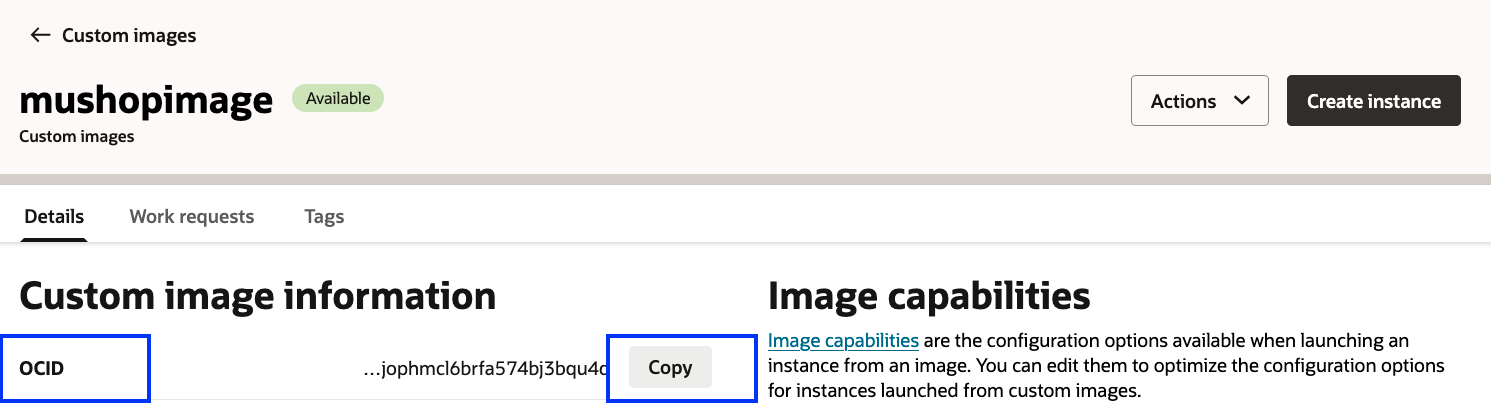 ← Custom images
mushopimage Available
Custom images
Actions
Create instance
Details Work requests Tags
Custom image information
OCID ...jophmcl6brfa574bj3bqu4 Copy
Image capabilities
Image capabilities are the configuration options available when launching an
instance from an image. You can edit them to optimize the configuration options
for instances launched from custom images.